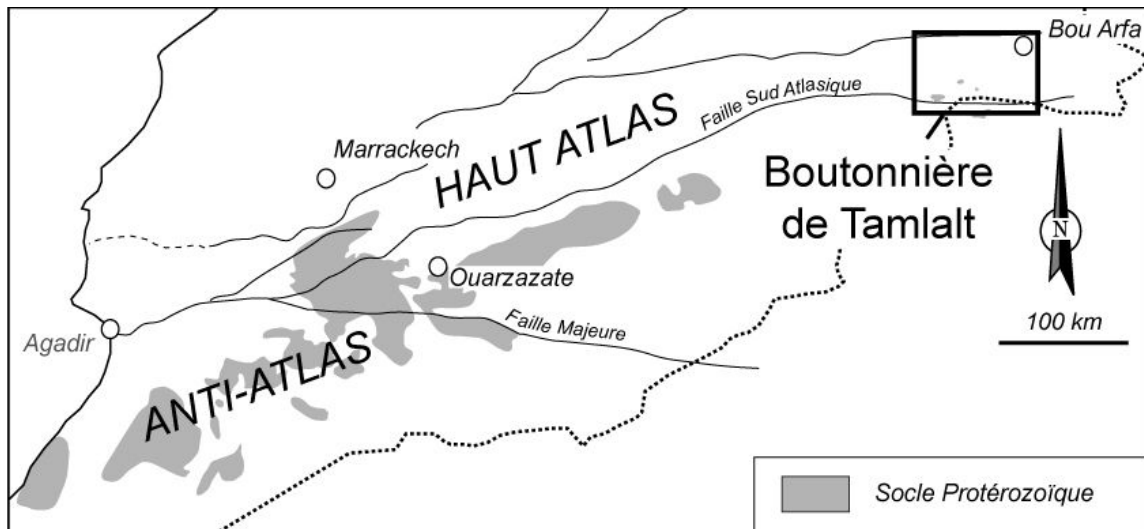 Bou Arfa
Faille Sud Atlasique
HAUT ATLAS
Marrackech
Boutonnière
de Tamlalt
N
Ouarzazate
100 km
Faille Majeure
Agadir
ANTI-ATLAS
Socle Protérozoïque